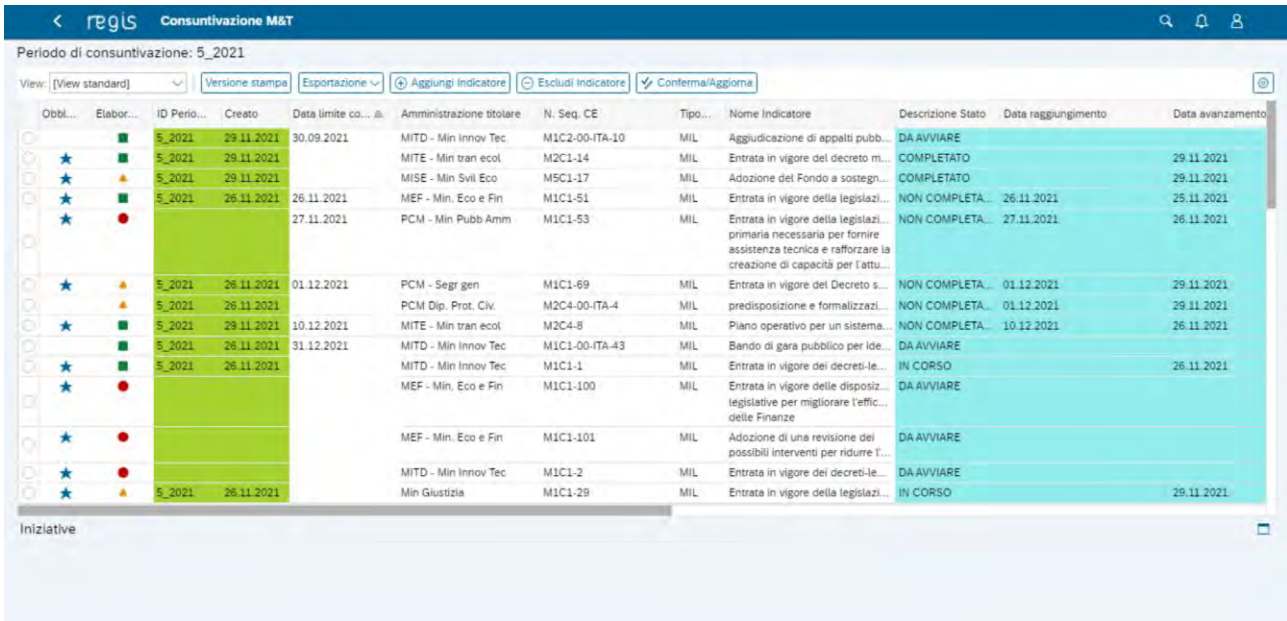 regis Consuntivazione M&T
Periodo di consuntivazione: 5_2021
View: [View standard] Versione stampa Esportazione Aggiungi Indicatore Escludi Indicatore Conferma/Aggiorna
Obbl... Elabor... ID Perio... Creato Data limite co... Amministrazione titolare N. Seq. CE Tipo... Nome Indicatore Descrizione Stato Data raggiungimento Data avanzamento
5_2021 29.11.2021 30.09.2021 MITD - Min Innov Tec M1C2-00-ITA-10 MIL Aggiudicazione di appalti pubb... DA AVVIARE
5_2021 29.11.2021 MITE - Min tran ecol M2C1-14 MIL Entrata in vigore del decreto m... COMPLETATO 29.11.2021
5_2021 29.11.2021 MISE - Min Svil Eco M5C1-17 MIL Adozione del Fondo a sostegn... COMPLETATO 29.11.2021
5_2021 26.11.2021 26.11.2021 MEF - Min. Eco e Fin M1C1-51 MIL Entrata in vigore della legislazi... NON COMPLETA... 26.11.2021 25.11.2021
27.11.2021 PCM - Min Pubb Amm M1C1-53 MIL Entrata in vigore della legislazi... NON COMPLETA... 27.11.2021 26.11.2021
primaria necessaria per fornire
assistenza tecnica e rafforzare la
creazione di capacità per l'attu...
5_2021 26.11.2021 01.12.2021 PCM - Segr gen M1C1-69 MIL Entrata in vigore del Decreto s... NON COMPLETA... 01.12.2021 29.11.2021
5_2021 26.11.2021 PCM Dip. Prot. Civ. M2C4-00-ITA-4 MIL predisposizione e formalizzazi... NON COMPLETA... 01.12.2021 29.11.2021
5_2021 29.11.2021 10.12.2021 MITE - Min tran ecol M2C4-8 MIL Piano operativo per un sistema... NON COMPLETA... 10.12.2021 26.11.2021
5_2021 26.11.2021 31.12.2021 MITD - Min Innov Tec M1C1-00-ITA-43 MIL Bando di gara pubblico per ide... DA AVVIARE
5_2021 26.11.2021 MITD - Min Innov Tec M1C1-1 MIL Entrata in vigore dei decreti-le... IN CORSO 26.11.2021
MEF - Min. Eco e Fin M1C1-100 MIL Entrata in vigore delle disposiz... DA AVVIARE
legislative per migliorare l'effic...
delle Finanze
MEF - Min. Eco e Fin M1C1-101 MIL Adozione di una revisione dei DA AVVIARE
possibili interventi per ridurre l'...
MITD - Min Innov Tec M1C1-2 MIL Entrata in vigore dei decreti-le... DA AVVIARE
5_2021 26.11.2021 Min Giustizia M1C1-29 MIL Entrata in vigore della legislazi... IN CORSO 29.11.2021
Iniziative